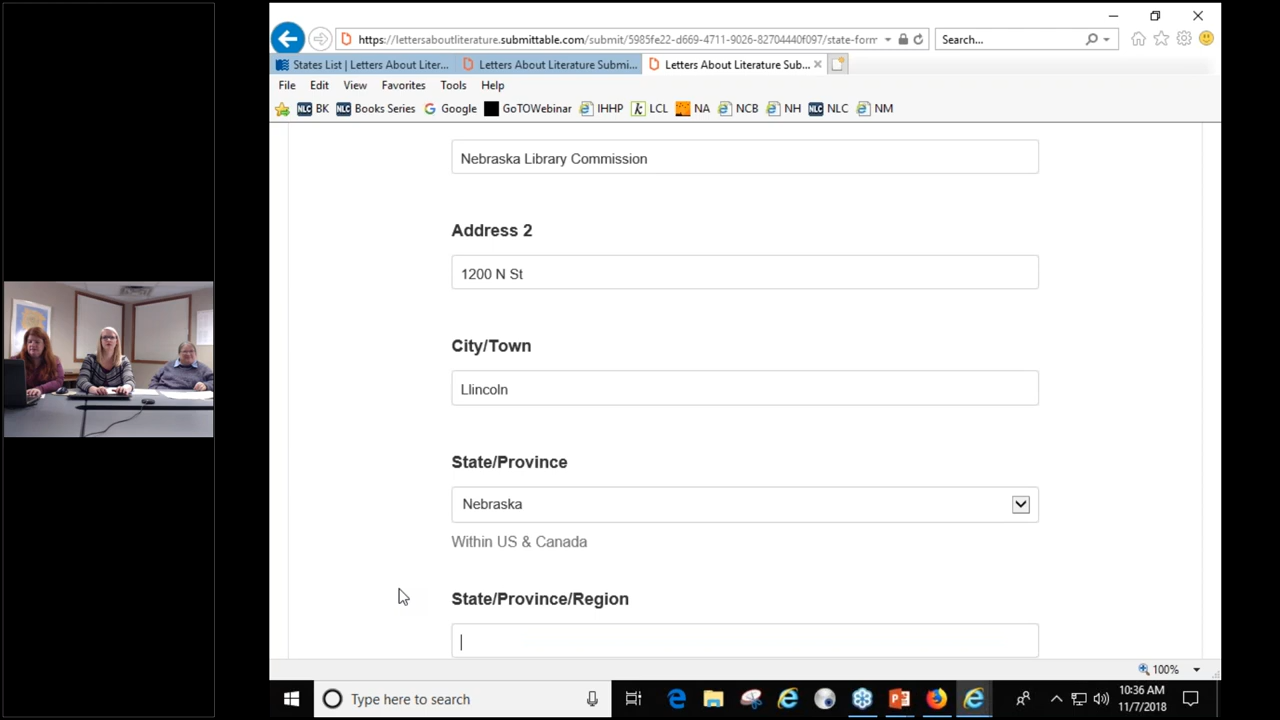 https://lettersaboutliterature.submittable.com/submit/5985fe22-d669-4711-9026-82704440f097/state-form
Search...
States List | Letters About Liter...
Letters About Literature Submi...
Letters About Literature Sub...
File Edit View Favorites Tools Help
NLC BK NLC Books Series Google GoTOWebinar IHHP k LCL NA NCB NH NLC NLC NM
Nebraska Library Commission
Address 2
1200 N St
City/Town
Llincoln
State/Province
Nebraska
Within US & Canada
State/Province/Region
100%
Type here to search
10:36 AM
11/7/2018